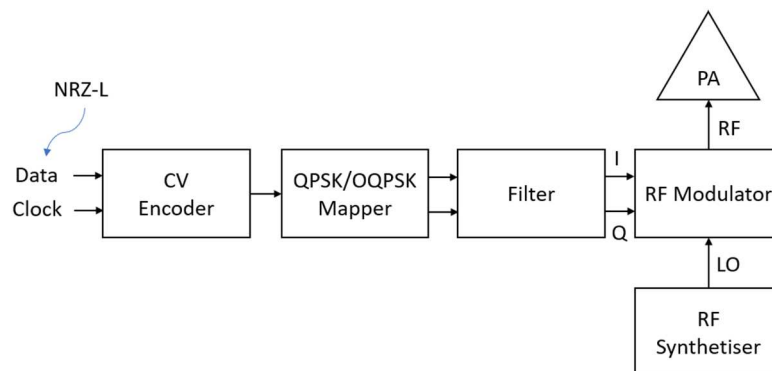 PA
NRZ-L
RF
Data
Clock
CV
Encoder
QPSK/OQPSK
Mapper
Filter
I
Q
RF Modulator
LO
RF
Synthetiser